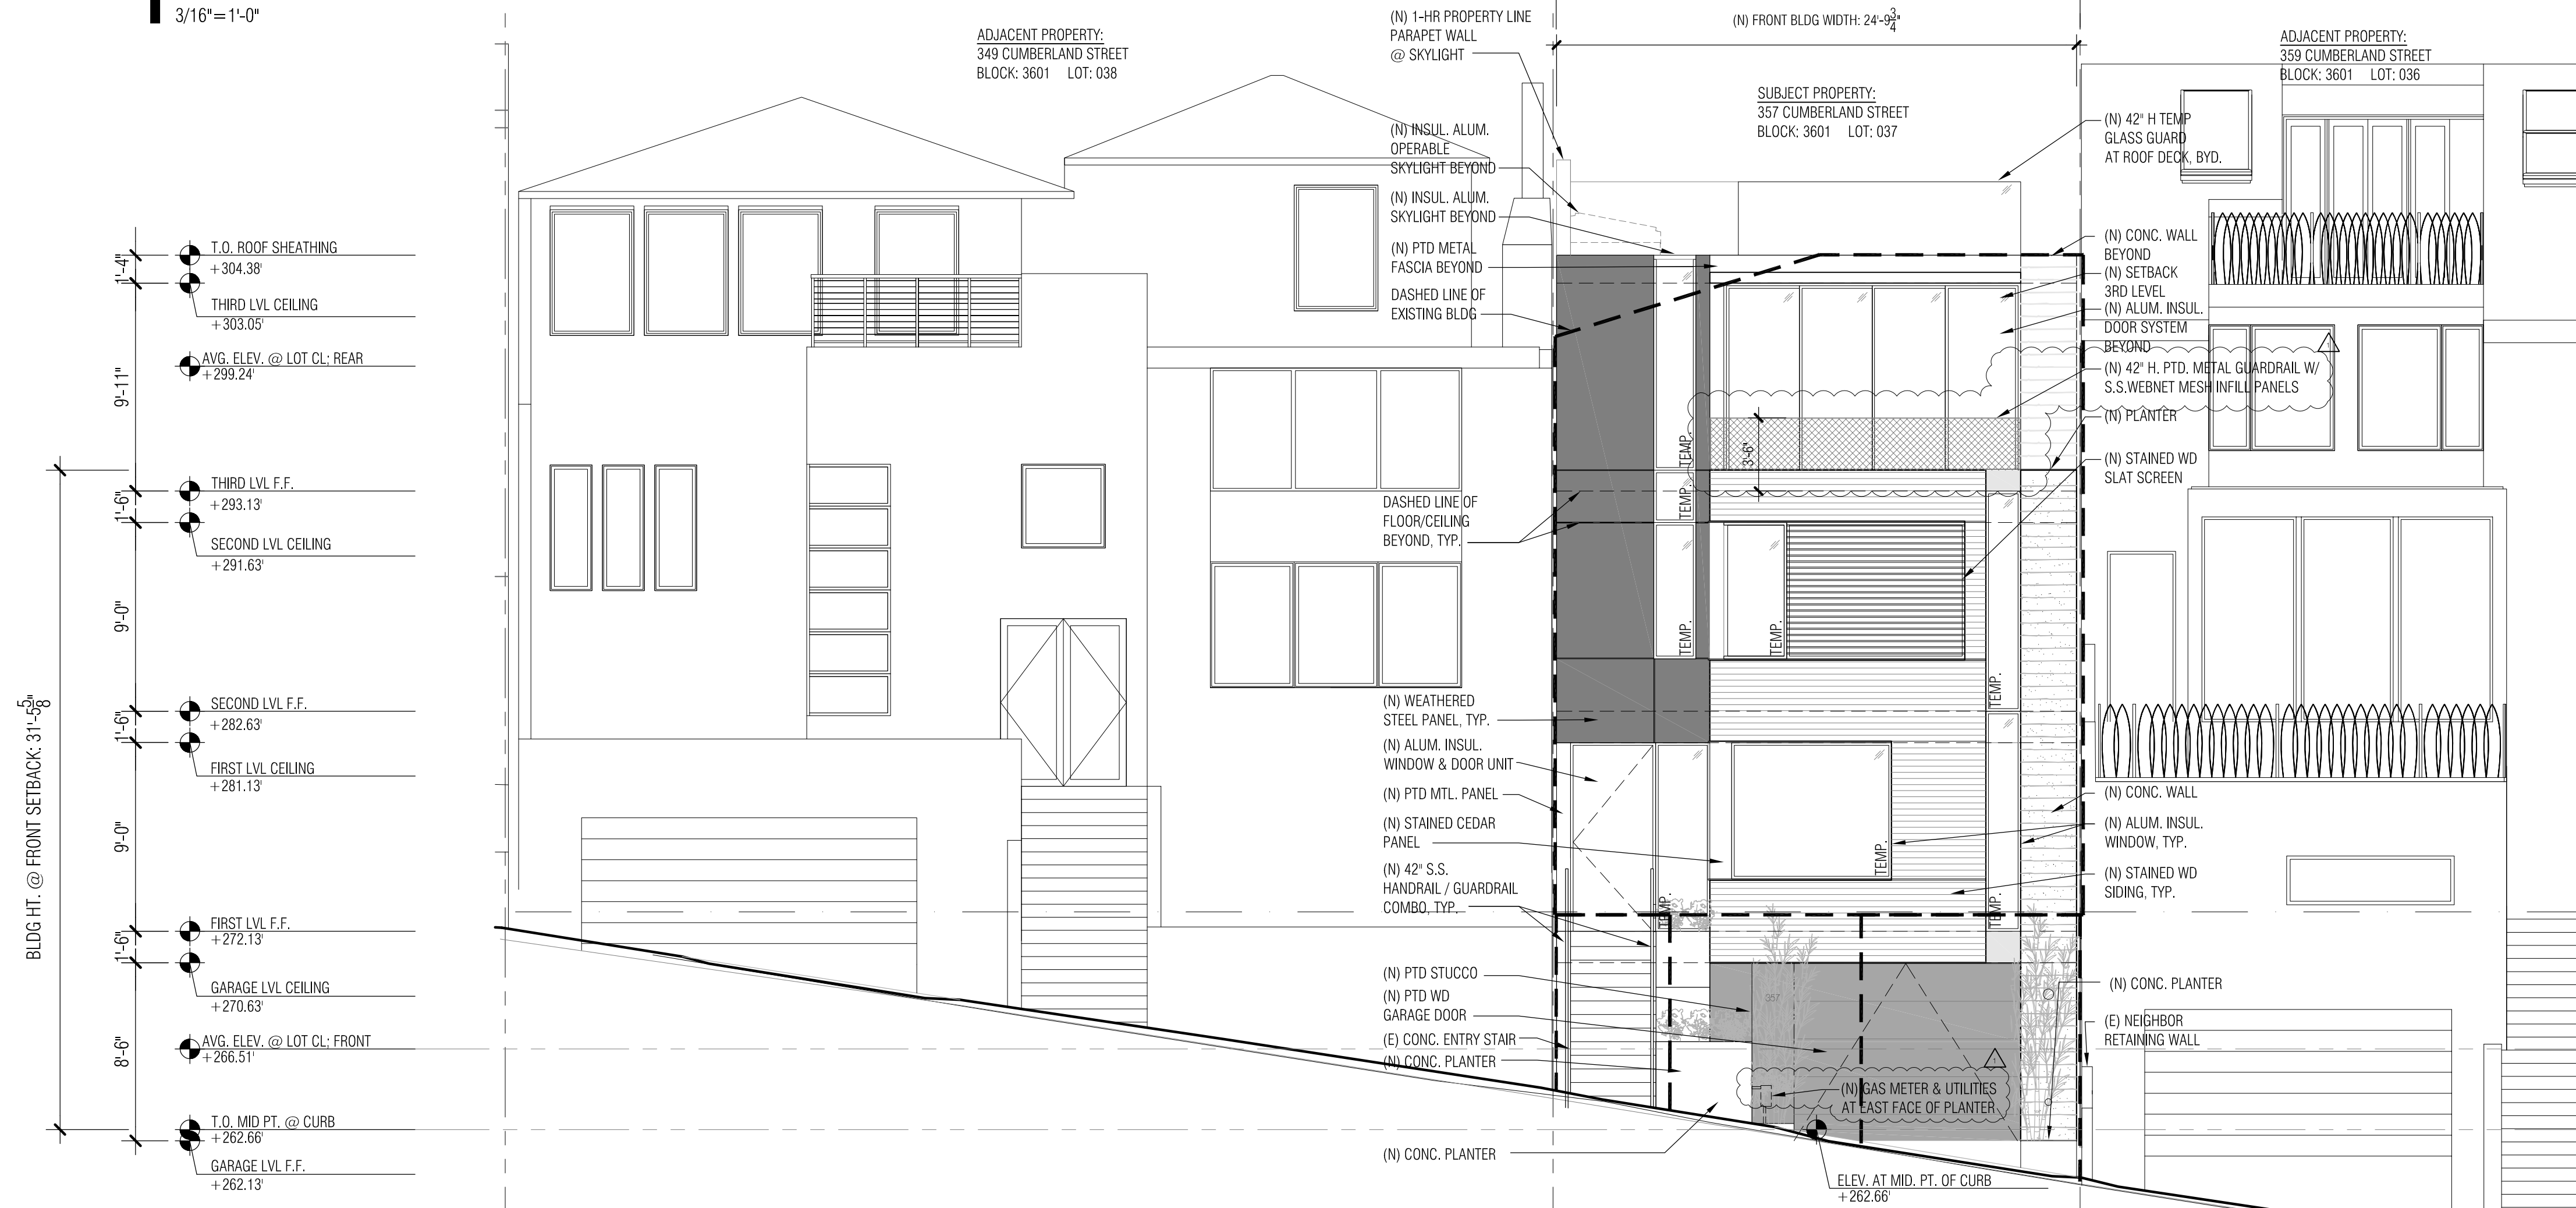 3/16"=1'-0"
ADJACENT PROPERTY:
349 CUMBERLAND STREET
BLOCK: 3601 LOT: 038
(N) 1-HR PROPERTY LINE
PARAPET WALL
@ SKYLIGHT
(N) FRONT BLDG WIDTH: 24'-9 3/4"
SUBJECT PROPERTY:
357 CUMBERLAND STREET
BLOCK: 3601 LOT: 037
ADJACENT PROPERTY:
359 CUMBERLAND STREET
BLOCK: 3601 LOT: 036
BLDG HT. @ FRONT SETBACK: 31'-5 5/8"
1'-4"
9'-11"
1'-6"
9'-0"
1'-6"
9'-0"
1'-6"
8'-6"
T.O. ROOF SHEATHING
+304.38'
THIRD LVL CEILING
+303.05'
AVG. ELEV. @ LOT CL; REAR
+299.24'
THIRD LVL F.F.
+293.13'
SECOND LVL CEILING
+291.63'
SECOND LVL F.F.
+282.63'
FIRST LVL CEILING
+281.13'
FIRST LVL F.F.
+272.13'
GARAGE LVL CEILING
+270.63'
AVG. ELEV. @ LOT CL; FRONT
+266.51'
T.O. MID PT. @ CURB
+262.66'
GARAGE LVL F.F.
+262.13'
(N) INSUL. ALUM.
OPERABLE
SKYLIGHT BEYOND
(N) INSUL. ALUM.
SKYLIGHT BEYOND
(N) PTD METAL
FASCIA BEYOND
DASHED LINE OF
EXISTING BLDG
DASHED LINE OF
FLOOR/CEILING
BEYOND, TYP.
(N) WEATHERED
STEEL PANEL, TYP.
(N) ALUM. INSUL.
WINDOW & DOOR UNIT
(N) PTD MTL. PANEL
(N) STAINED CEDAR
PANEL
(N) 42" S.S.
HANDRAIL / GUARDRAIL
COMBO, TYP.
(N) PTD STUCCO
(N) PTD WD
GARAGE DOOR
(E) CONC. ENTRY STAIR
(N) CONC. PLANTER
(N) CONC. PLANTER
TEMP.
TEMP.
TEMP.
TEMP.
TEMP.
TEMP.
TEMP.
TEMP.
3'-6"
357
1
(N) GAS METER & UTILITIES
AT EAST FACE OF PLANTER
ELEV. AT MID. PT. OF CURB
+262.66'
(N) 42" H TEMP
GLASS GUARD
AT ROOF DECK, BYD.
(N) CONC. WALL
BEYOND
(N) SETBACK
3RD LEVEL
(N) ALUM. INSUL.
DOOR SYSTEM
BEYOND
1
(N) 42" H. PTD. METAL GUARDRAIL W/
S.S.WEBNET MESH INFILL PANELS
(N) PLANTER
(N) STAINED WD
SLAT SCREEN
(N) CONC. WALL
(N) ALUM. INSUL.
WINDOW, TYP.
(N) STAINED WD
SIDING, TYP.
(N) CONC. PLANTER
(E) NEIGHBOR
RETAINING WALL